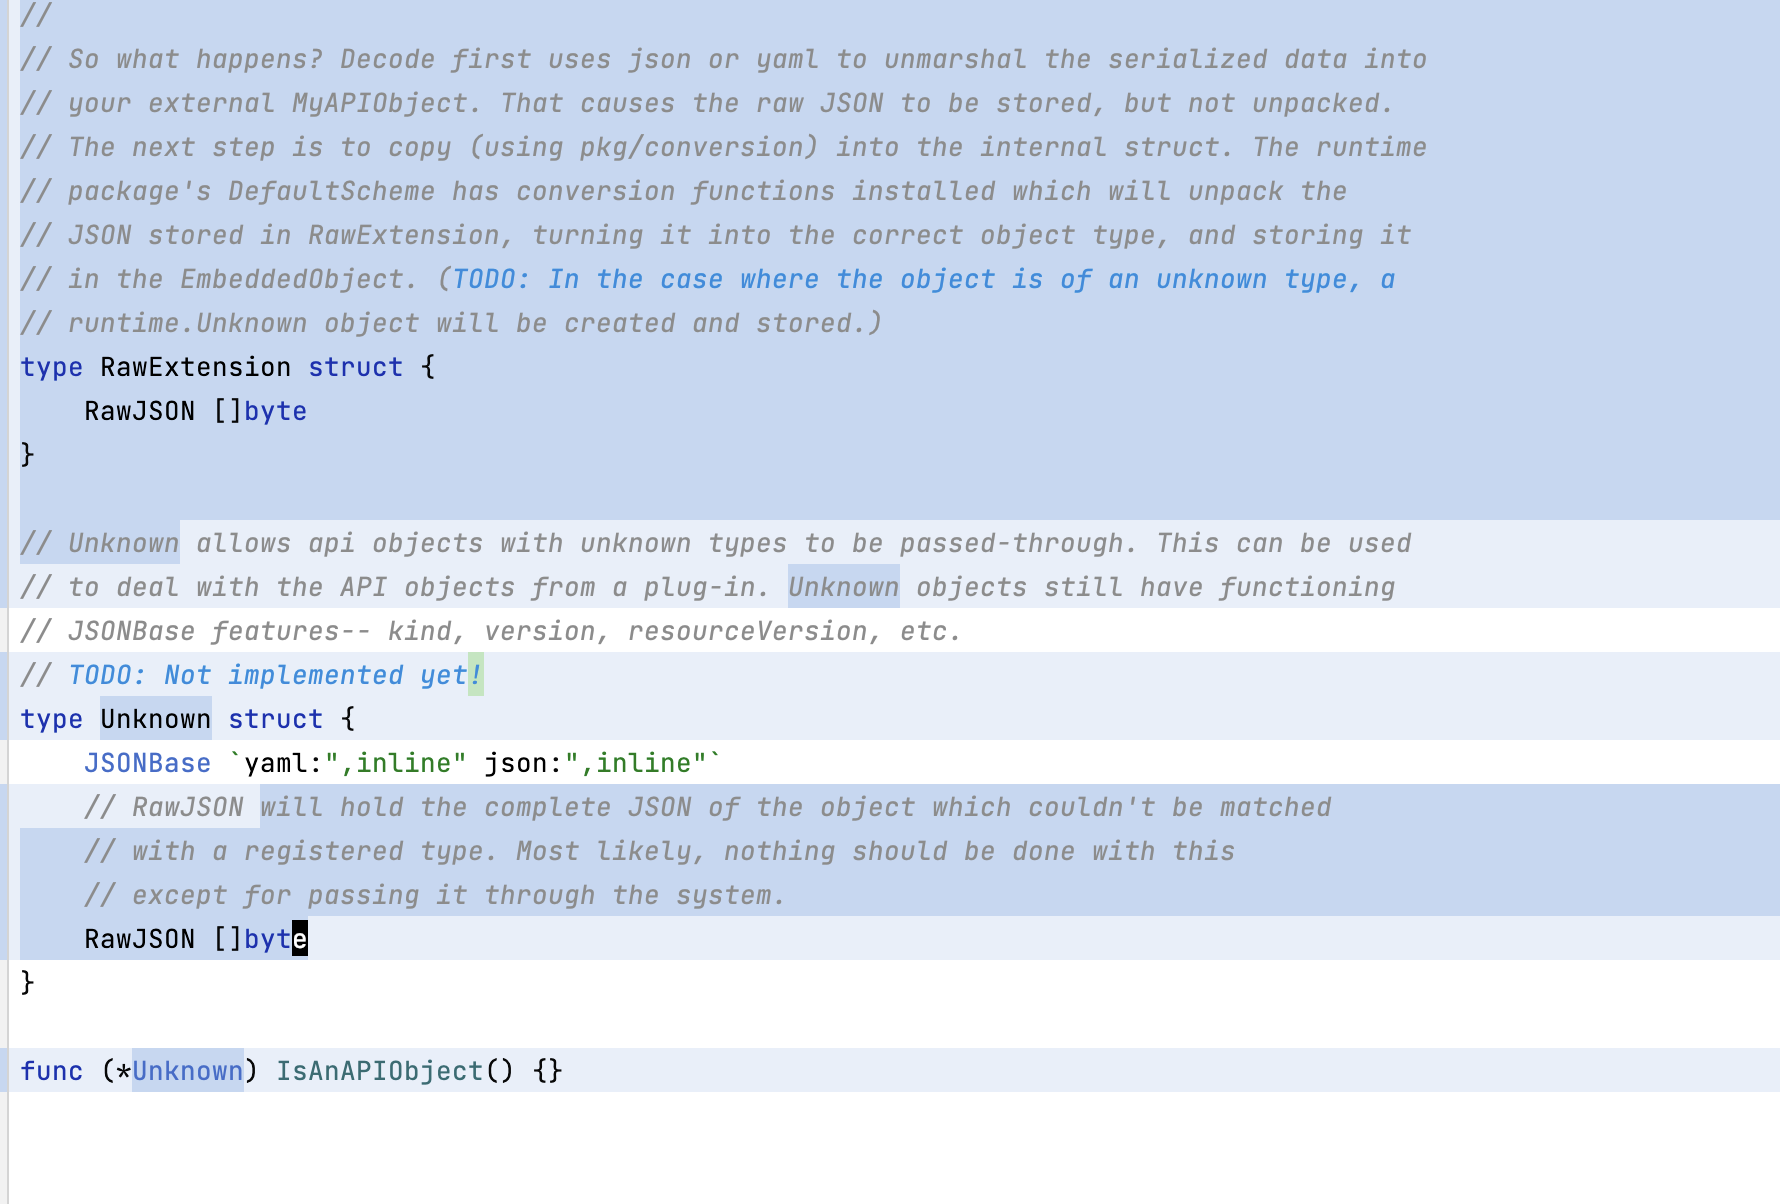 //
// So what happens? Decode first uses json or yaml to unmarshal the serialized data into
// your external MyAPIObject. That causes the raw JSON to be stored, but not unpacked.
// The next step is to copy (using pkg/conversion) into the internal struct. The runtime
// package's DefaultScheme has conversion functions installed which will unpack the
// JSON stored in RawExtension, turning it into the correct object type, and storing it
// in the EmbeddedObject. (TODO: In the case where the object is of an unknown type, a
// runtime.Unknown object will be created and stored.)
type RawExtension struct {
    RawJSON []byte
}

// Unknown allows api objects with unknown types to be passed-through. This can be used
// to deal with the API objects from a plug-in. Unknown objects still have functioning
// JSONBase features-- kind, version, resourceVersion, etc.
// TODO: Not implemented yet!
type Unknown struct {
    JSONBase `yaml:",inline" json:",inline"`
    // RawJSON will hold the complete JSON of the object which couldn't be matched
    // with a registered type. Most likely, nothing should be done with this
    // except for passing it through the system.
    RawJSON []byte
}

func (*Unknown) IsAnAPIObject() {}